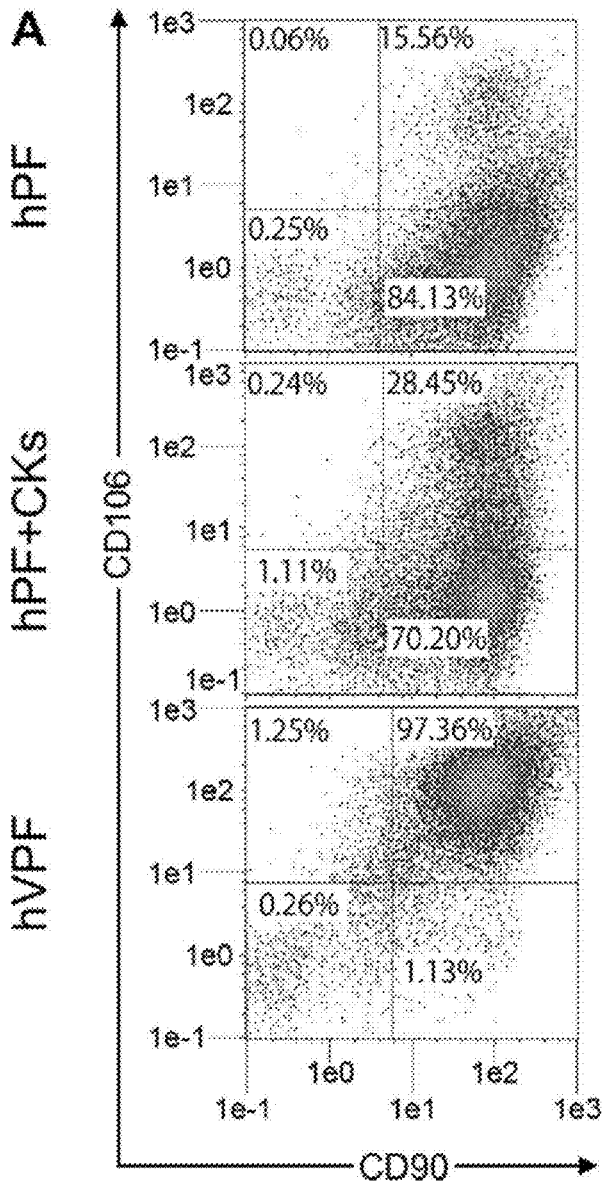 A
hPF
1e3
1e2
1e1
1e0
1e-1
0.06%
15.56%
0.25%
84.13%
hPF+CKs
CD106
1e3
1e2
1e1
1e0
1e-1
0.24%
28.45%
1.11%
70.20%
hVPF
1e3
1e2
1e1
1e0
1e-1
1.25%
97.36%
0.26%
1.13%
1e0
1e2
1e-1
1e1
1e3
CD90